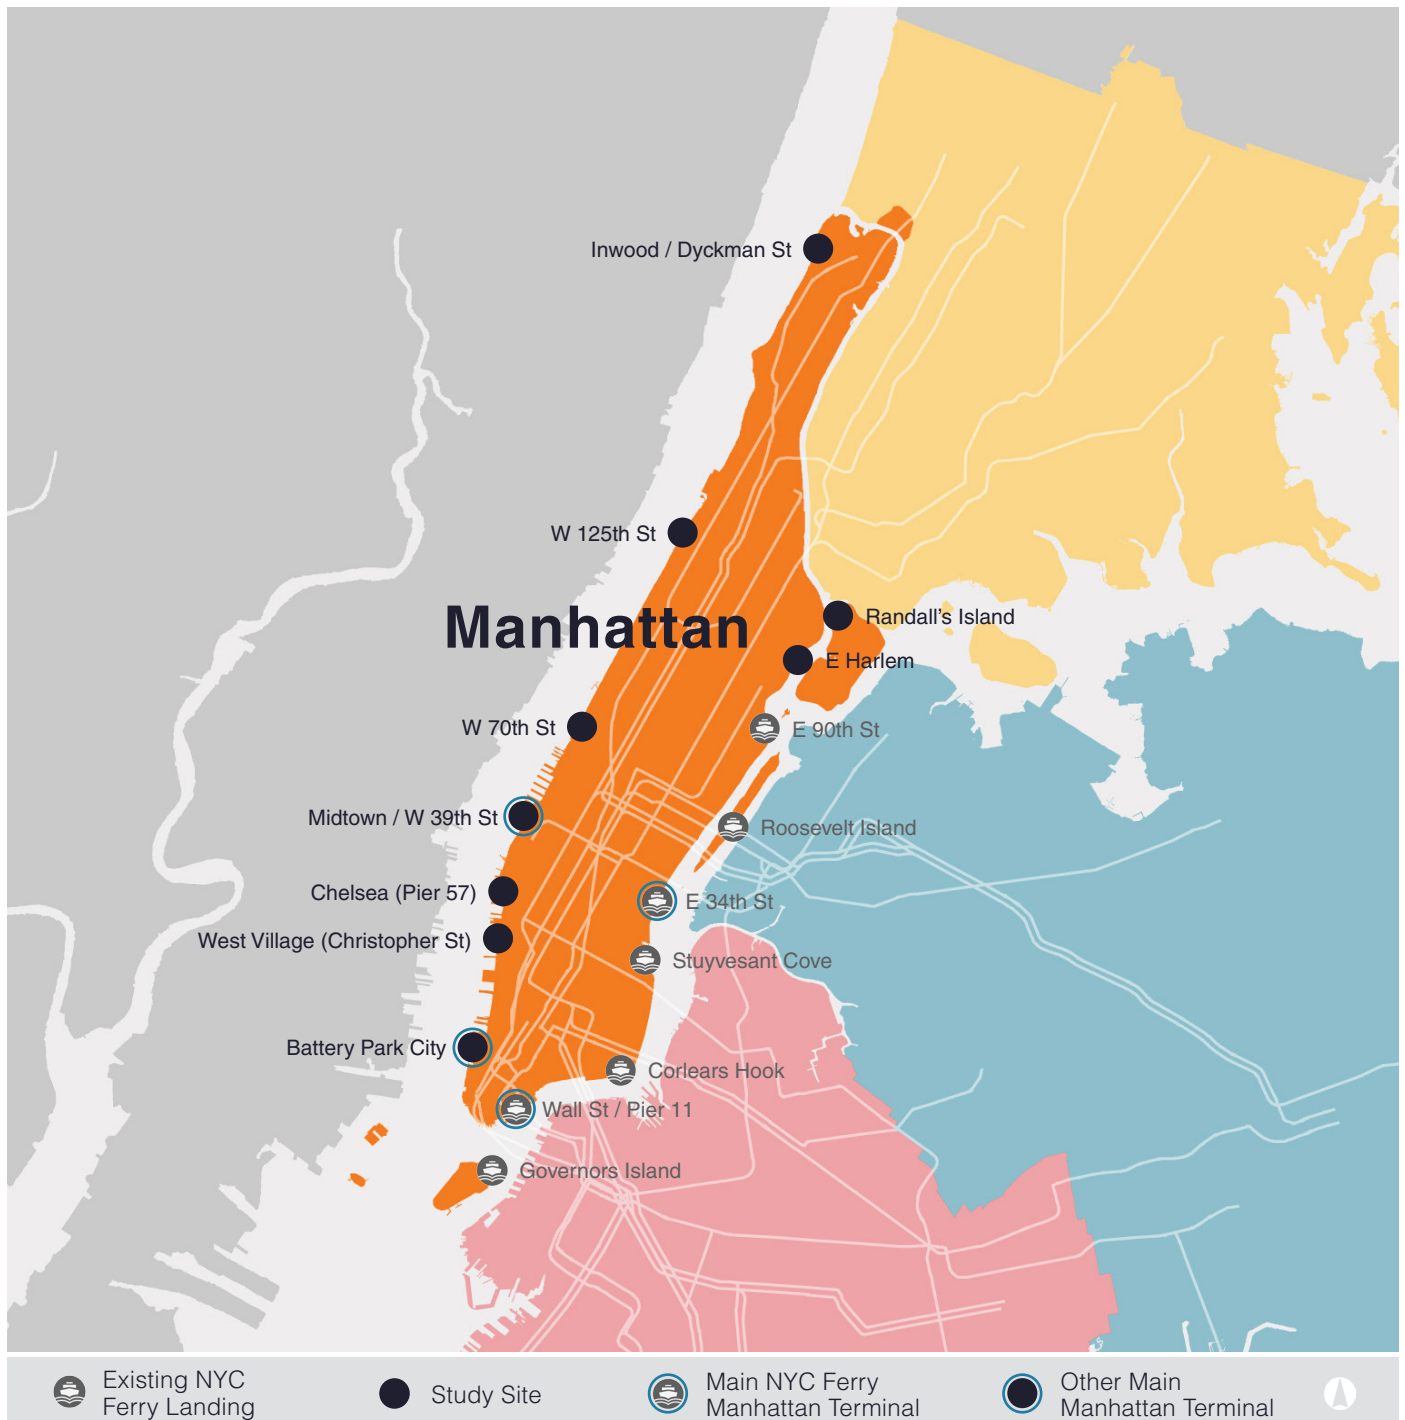 Inwood / Dyckman St
W 125th St
Randall's Island
Manhattan
E Harlem
W 70th St
E 90th St
Midtown / W 39th St
Roosevelt Island
Chelsea (Pier 57)
E 34th St
West Village (Christopher St)
Stuyvesant Cove
Battery Park City
Corlears Hook
Wall St / Pier 11
Governors Island
Existing NYC
Ferry Landing
Study Site
Main NYC Ferry
Manhattan Terminal
Other Main
Manhattan Terminal